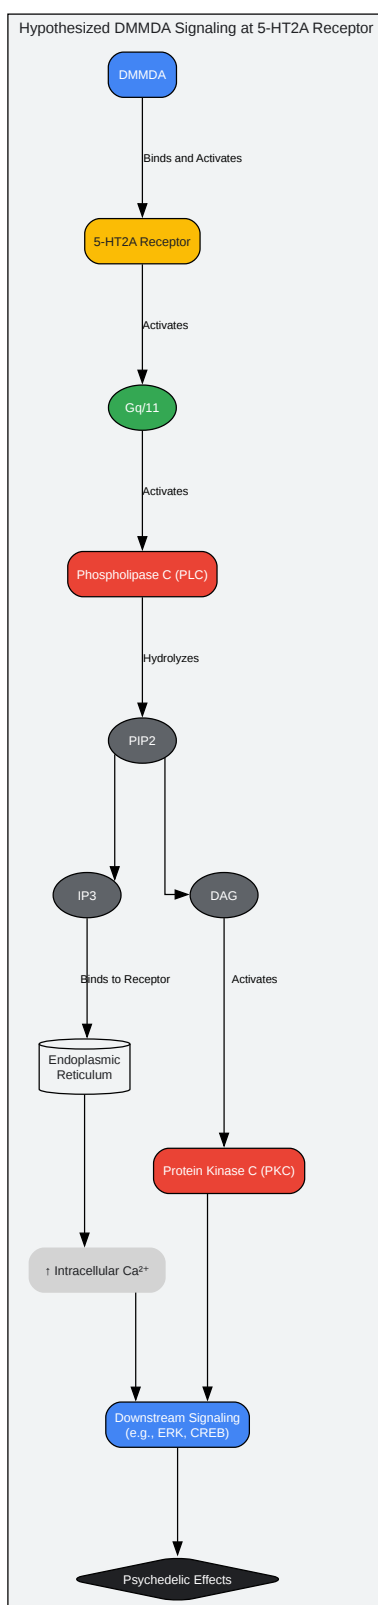 Hypothesized DMMDA Signaling at 5-HT2A Receptor
DMMDA
Binds and Activates
5-HT2A Receptor
Activates
Gq/11
Activates
Phospholipase C (PLC)
Hydrolyzes
PIP2
IP3
DAG
Binds to Receptor
Activates
Endoplasmic
Reticulum
Protein Kinase C (PKC)
↑ Intracellular Ca²⁺
Downstream Signaling
(e.g., ERK, CREB)
Psychedelic Effects